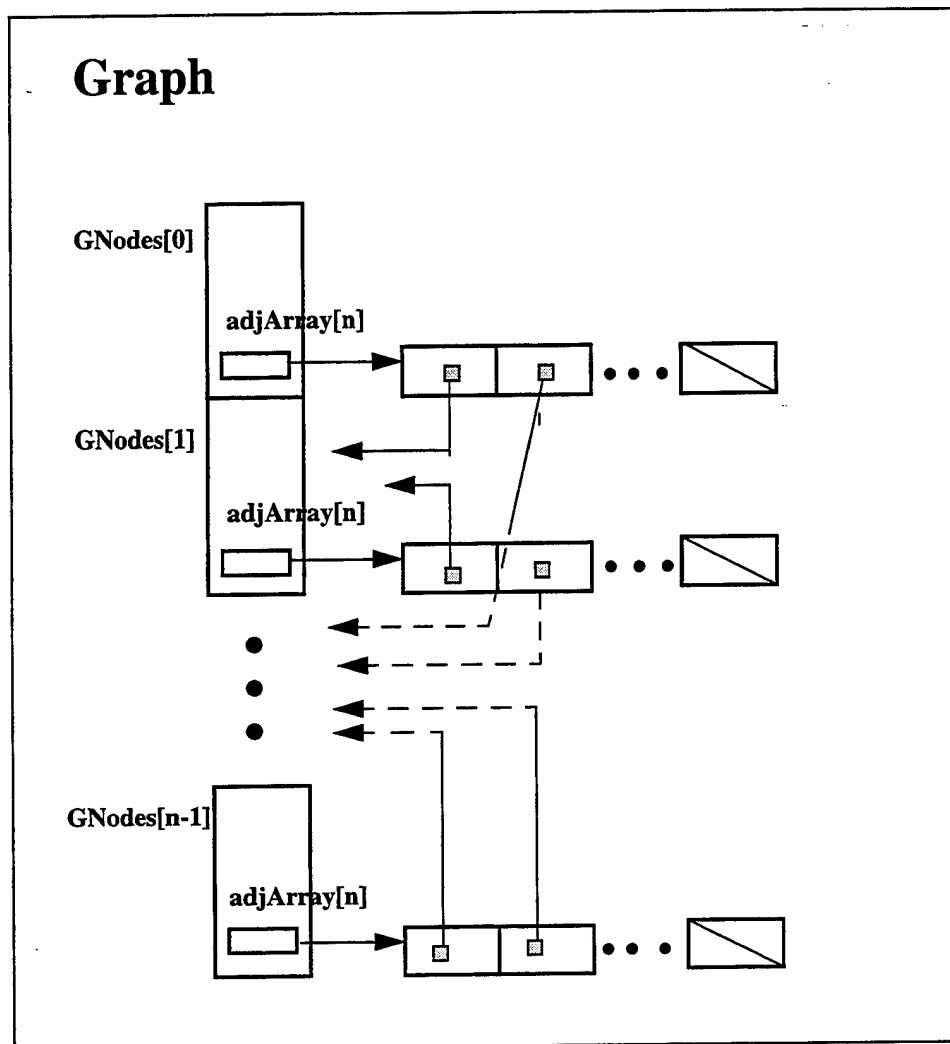 Graph
GNodes[0]
adjArray[n]
GNodes[1]
adjArray[n]
GNodes[n-1]
adjArray[n]